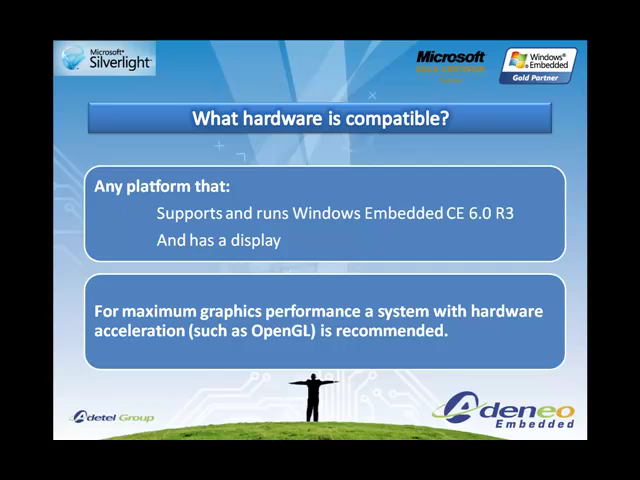 Microsoft®
Silverlight™
Microsoft
Windows®
Embedded
Gold Partner
What hardware is compatible?
Any platform that:
Supports and runs Windows Embedded CE 6.0 R3
And has a display
For maximum graphics performance a system with hardware
acceleration (such as OpenGL) is recommended.
Adetel Group
Adeneo
Embedded